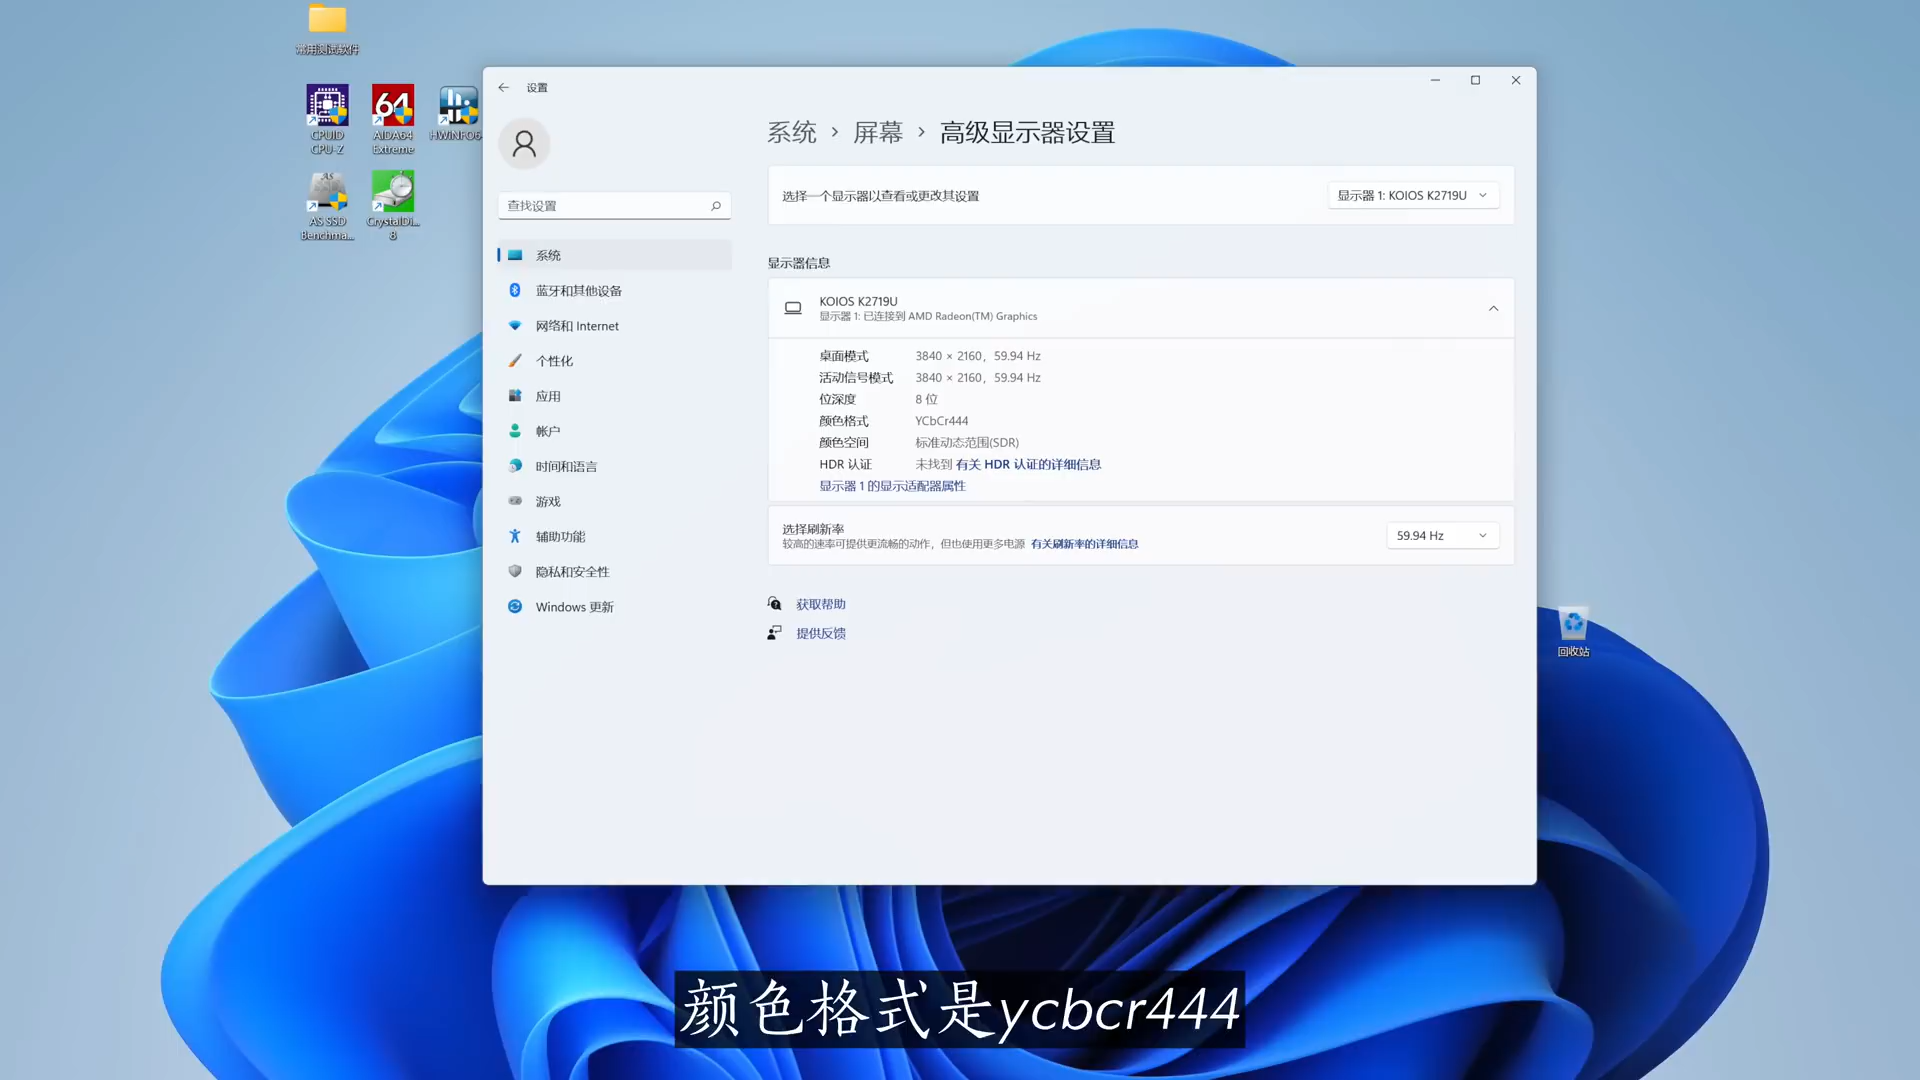 常用测试软件
CPUID
CPU-Z
AIDA64
Extreme
HWiNFO6
AS SSD
Benchma...
CrystalDi...
8
设置
查找设置
系统
蓝牙和其他设备
网络和 Internet
个性化
应用
帐户
时间和语言
游戏
辅助功能
隐私和安全性
Windows 更新
系统 › 屏幕 › 高级显示器设置
选择一个显示器以查看或更改其设置
显示器 1: KOIOS K2719U
显示器信息
KOIOS K2719U
显示器 1: 已连接到 AMD Radeon(TM) Graphics
桌面模式 3840 × 2160，59.94 Hz
活动信号模式 3840 × 2160，59.94 Hz
位深度 8 位
颜色格式 YCbCr444
颜色空间 标准动态范围(SDR)
HDR 认证 未找到 有关 HDR 认证的详细信息
显示器 1 的显示适配器属性
选择刷新率
较高的速率可提供更流畅的动作，但也使用更多电源 有关刷新率的详细信息
59.94 Hz
获取帮助
提供反馈
回收站
颜色格式是ycbcr444